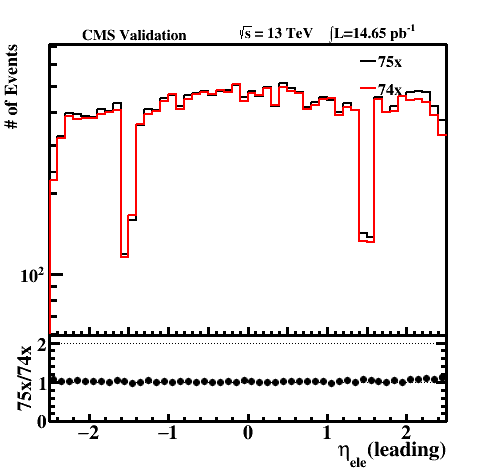 CMS Validation √s = 13 TeV ∫L=14.65 pb⁻¹
# of Events
75x
74x
10²
75x/74x
2
1
0
−2 −1 0 1 2
η_ele(leading)